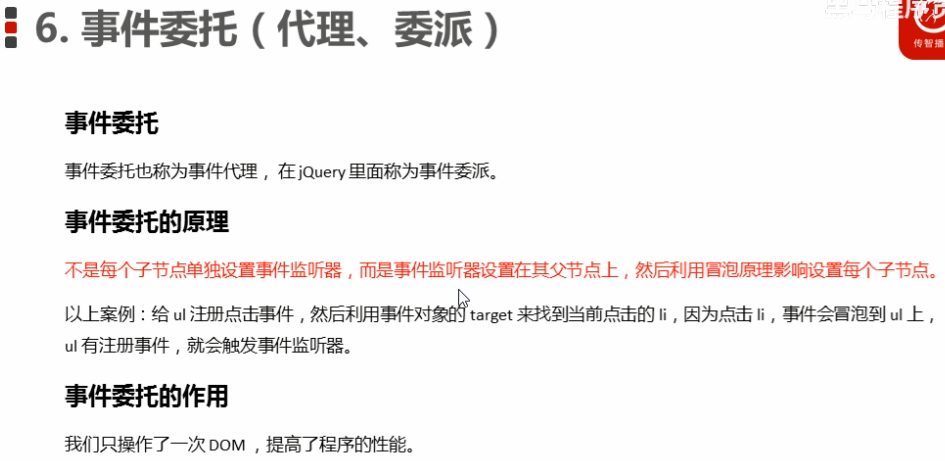 6. 事件委托（代理、委派）
传智播
事件委托
事件委托也称为事件代理，在 jQuery 里面称为事件委派。
事件委托的原理
不是每个子节点单独设置事件监听器，而是事件监听器设置在其父节点上，然后利用冒泡原理影响设置每个子节点。
以上案例：给 ul 注册点击事件，然后利用事件对象的 target 来找到当前点击的 li，因为点击 li，事件会冒泡到 ul 上，
ul 有注册事件，就会触发事件监听器。
事件委托的作用
我们只操作了一次 DOM ，提高了程序的性能。